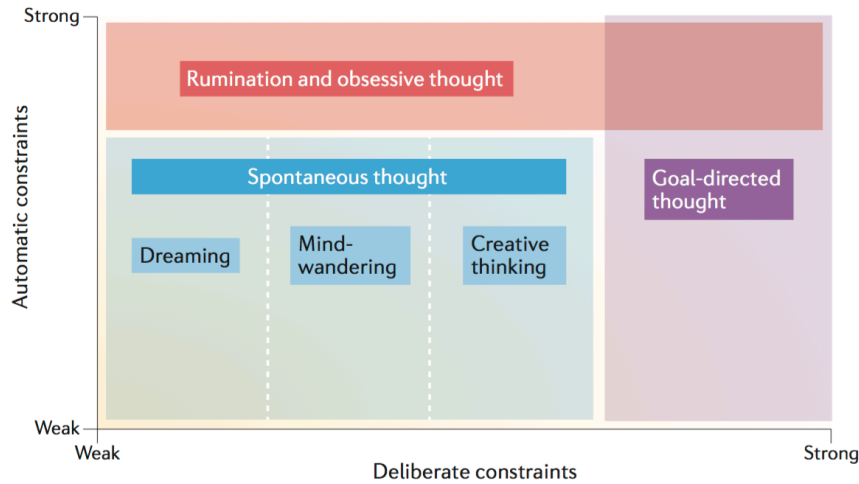 Strong
Rumination and obsessive thought
Spontaneous thought
Goal-directed
thought
Dreaming
Mind-
wandering
Creative
thinking
Automatic constraints
Weak
Weak
Strong
Deliberate constraints